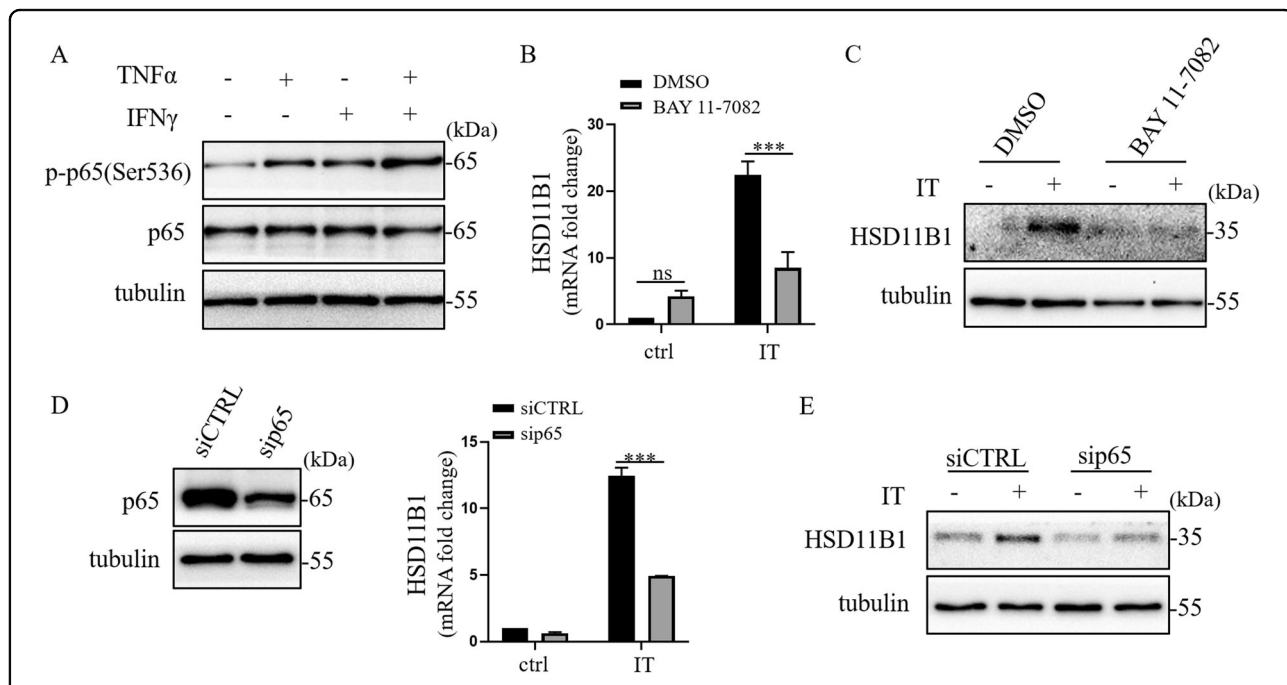 A
TNFα - + - +
IFNγ - - + +
(kDa)
p-p65(Ser536) -65
p65 -65
tubulin -55
B
DMSO
BAY 11-7082
HSD11B1
(mRNA fold change)
30
20
10
0
ns
***
ctrl IT
C
DMSO BAY 11-7082
IT - + - + (kDa)
HSD11B1 -35
tubulin -55
D
siCTRL sip65
(kDa)
p65 -65
tubulin -55
siCTRL
sip65
HSD11B1
(mRNA fold change)
15
10
5
0
***
ctrl IT
E
siCTRL sip65
IT - + - + (kDa)
HSD11B1 -35
tubulin -55